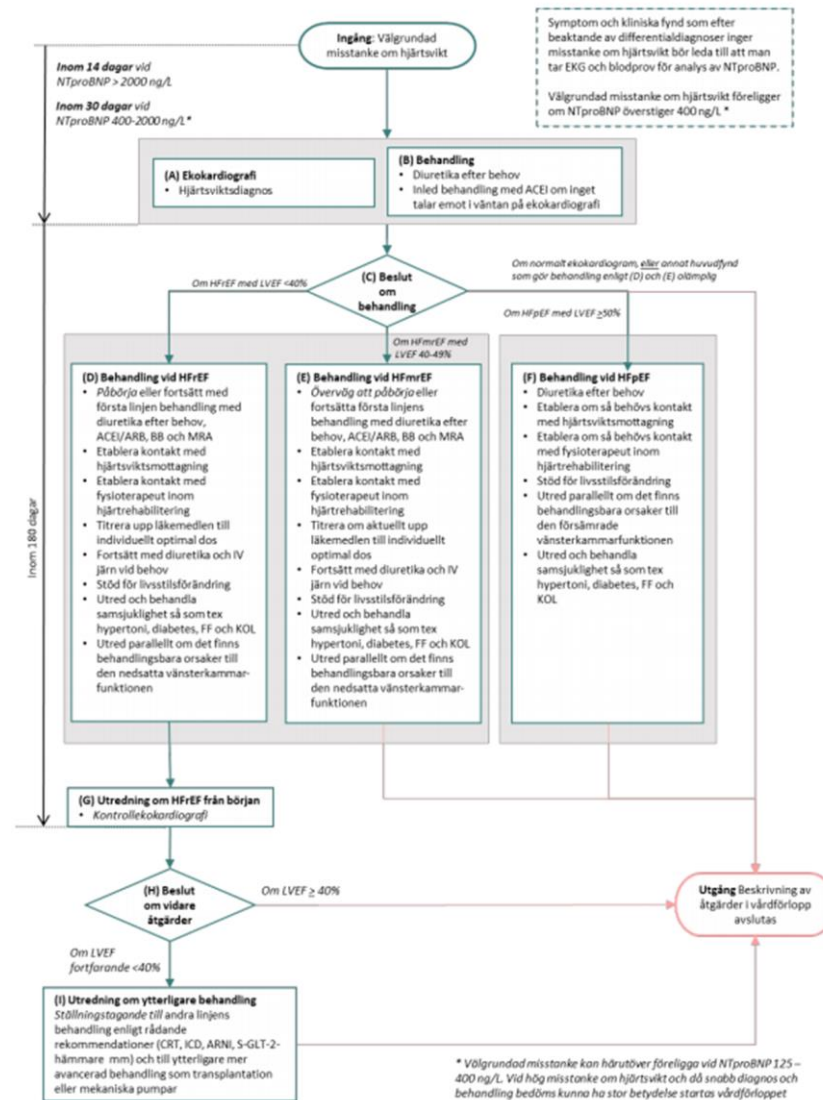 Ingång: Välgrundad
misstanke om hjärtsvikt
Symptom och kliniska fynd som efter
beaktande av differentialdiagnoser inger
misstanke om hjärtsvikt bör leda till att man
tar EKG och blodprov för analys av NTproBNP.
Välgrundad misstanke om hjärtsvikt föreligger
om NTproBNP överstiger 400 ng/L *
Inom 14 dagar vid
NTproBNP > 2000 ng/L
Inom 30 dagar vid
NTproBNP 400-2000 ng/L*
(A) Ekokardiografi
• Hjärtsviktsdiagnos
(B) Behandling
• Diuretika efter behov
• Inled behandling med ACEI om inget
talar emot i väntan på ekokardiografi
(C) Beslut
om
behandling
Om HFrEF med LVEF <40%
Om normalt ekokardiogram, eller annat huvudfynd
som gör behandling enligt (D) och (E) olämplig
Om HFpEF med LVEF ≥50%
Om HFmrEF med
LVEF 40-49%
Inom 180 dagar
(D) Behandling vid HFrEF
• Påbörja eller fortsätt med
första linjen behandling med
diuretika efter behov,
ACEI/ARB, BB och MRA
• Etablera kontakt med
hjärtsviktsmottagning
• Etablera kontakt med
fysioterapeut inom
hjärtrehabilitering
• Titrera upp läkemedlen till
individuellt optimal dos
• Fortsätt med diuretika och IV
järn vid behov
• Stöd för livsstilsförändring
• Utred och behandla
samsjuklighet så som tex
hypertoni, diabetes, FF och KOL
• Utred parallellt om det finns
behandlingsbara orsaker till
den nedsatta vänsterkammar-
funktionen
(E) Behandling vid HFmrEF
• Överväg att påbörja eller
fortsätta första linjens
behandling med diuretika efter
behov, ACEI/ARB, BB och MRA
• Etablera kontakt med
hjärtsviktsmottagning
• Etablera kontakt med
fysioterapeut inom
hjärtrehabilitering
• Titrera om aktuellt upp
läkemedlen till individuellt
optimal dos
• Fortsätt med diuretika och IV
järn vid behov
• Stöd för livsstilsförändring
• Utred och behandla
samsjuklighet så som tex
hypertoni, diabetes, FF och KOL
• Utred parallellt om det finns
behandlingsbara orsaker till
den nedsatta vänsterkammar-
funktionen
(F) Behandling vid HFpEF
• Diuretika efter behov
• Etablera om så behövs kontakt
med hjärtsviktsmottagning
• Etablera om så behövs kontakt
med fysioterapeut inom
hjärtrehabilitering
• Stöd för livsstilsförändring
• Utred parallellt om det finns
behandlingsbara orsaker till
den försämrade
vänsterkammarfunktionen
• Utred och behandla
samsjuklighet så som tex
hypertoni, diabetes, FF och
KOL
(G) Utredning om HFrEF från början
• Kontrollekokardiografi
(H) Beslut
om vidare
åtgärder
Om LVEF ≥ 40%
Om LVEF
fortfarande <40%
Utgång Beskrivning av
åtgärder i vårdförlopp
avslutas
(I) Utredning om ytterligare behandling
Ställningstagande till andra linjens
behandling enligt rådande
rekommendationer (CRT, ICD, ARNI, S-GLT-2-
hämmare mm) och till ytterligare mer
avancerad behandling som transplantation
eller mekaniska pumpar
* Välgrundad misstanke kan härutöver föreligga vid NTproBNP 125 –
400 ng/L. Vid hög misstanke om hjärtsvikt och då snabb diagnos och
behandling bedöms kunna ha stor betydelse startas vårdförloppet